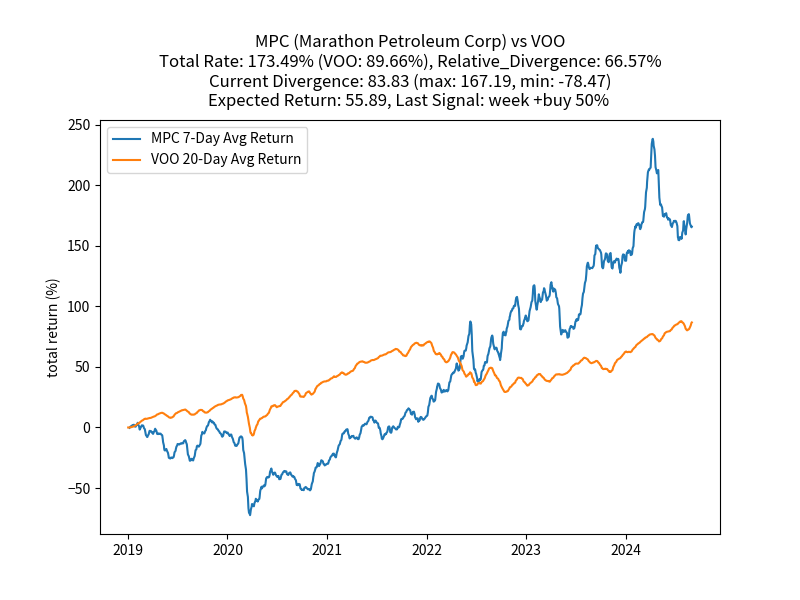 MPC (Marathon Petroleum Corp) vs VOO
Total Rate: 173.49% (VOO: 89.66%), Relative_Divergence: 66.57%
Current Divergence: 83.83 (max: 167.19, min: -78.47)
Expected Return: 55.89, Last Signal: week +buy 50%
MPC 7-Day Avg Return
VOO 20-Day Avg Return
total return (%)
250
200
150
100
50
0
−50
2019
2020
2021
2022
2023
2024